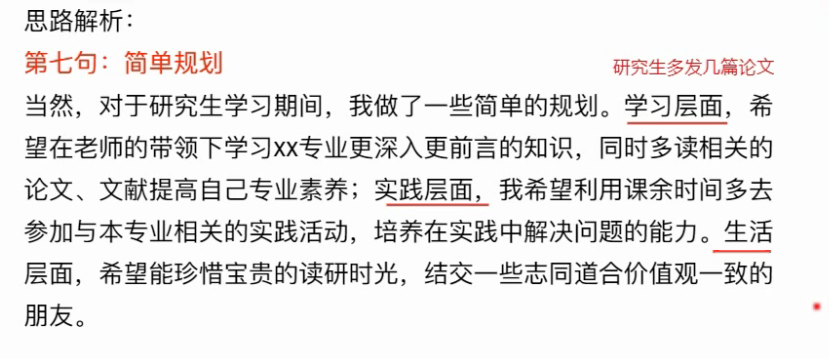 思路解析：
第七句：简单规划
研究生多发几篇论文
当然，对于研究生学习期间，我做了一些简单的规划。学习层面，希
望在老师的带领下学习xx专业更深入更前言的知识，同时多读相关的
论文、文献提高自己专业素养；实践层面，我希望利用课余时间多去
参加与本专业相关的实践活动，培养在实践中解决问题的能力。生活
层面，希望能珍惜宝贵的读研时光，结交一些志同道合价值观一致的
朋友。